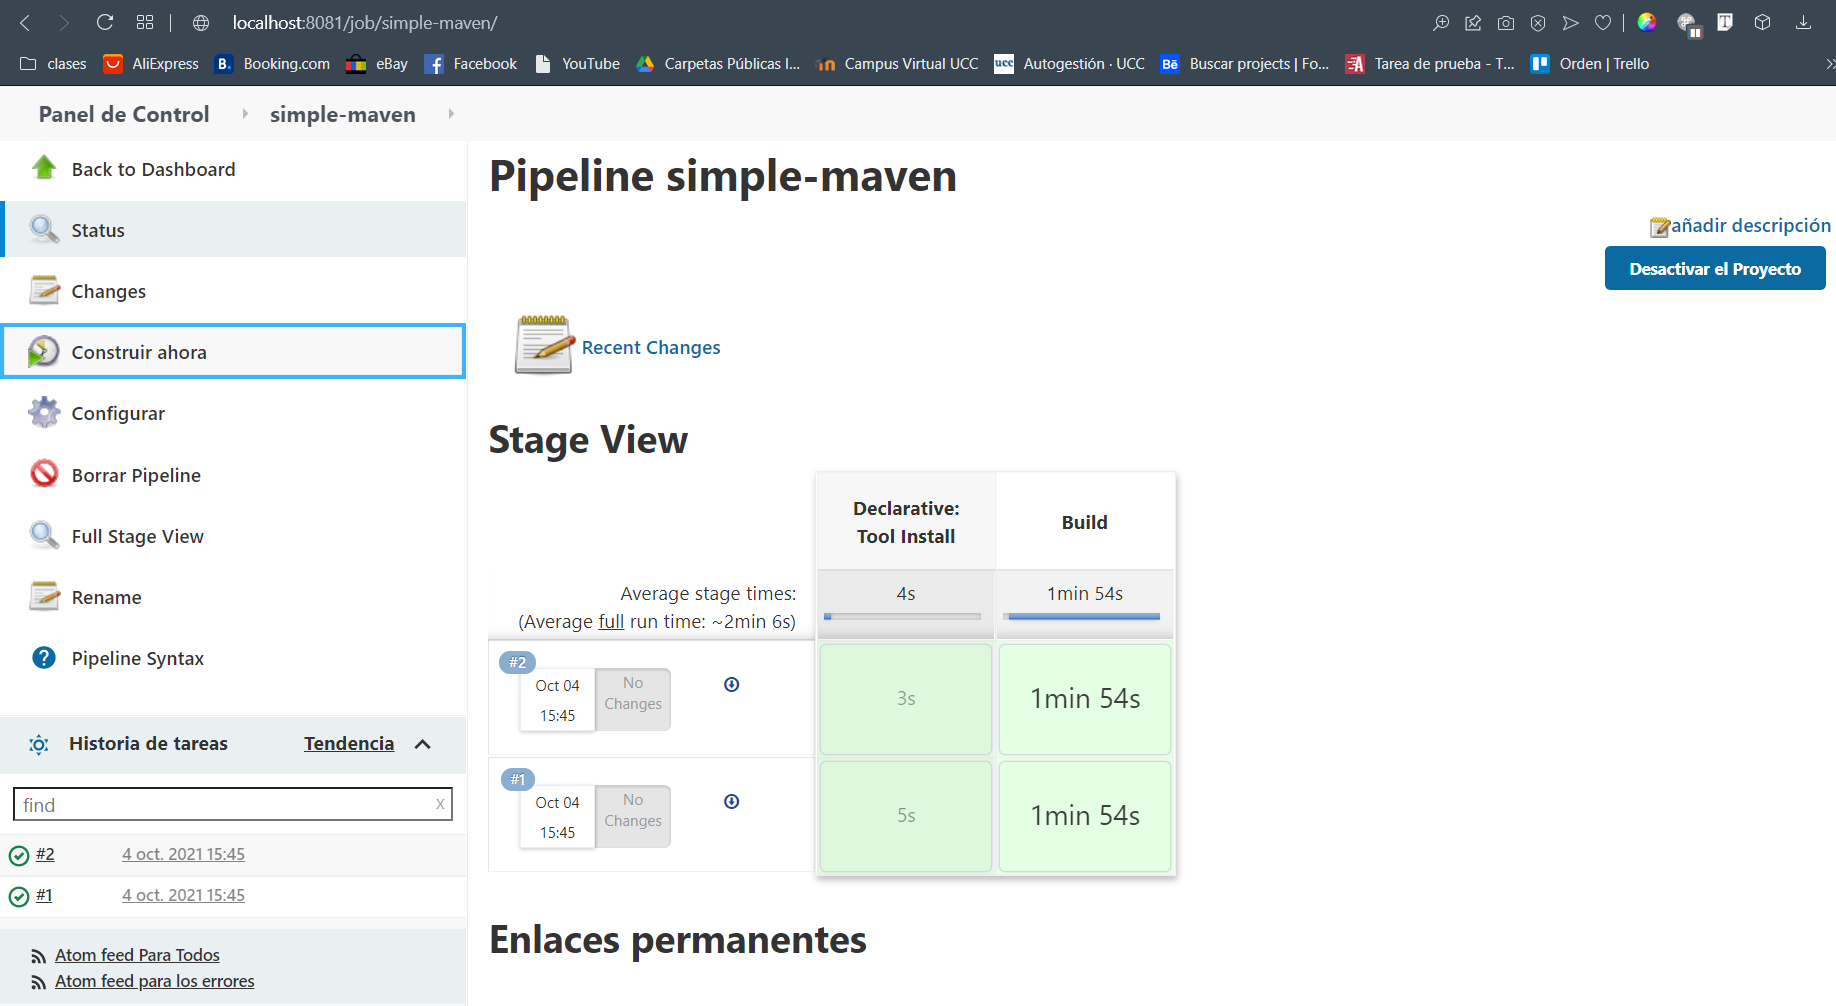 localhost:8081/job/simple-maven/
clases
AliExpress
B. Booking.com
eBay
Facebook
YouTube
Carpetas Públicas I...
Campus Virtual UCC
ucc Autogestión · UCC
Bē Buscar projects | Fo...
Tarea de prueba - T...
Orden | Trello
Panel de Control
simple-maven
Back to Dashboard
Status
Changes
Construir ahora
Configurar
Borrar Pipeline
Full Stage View
Rename
Pipeline Syntax
Historia de tareas
Tendencia
find
X
#2 4 oct. 2021 15:45
#1 4 oct. 2021 15:45
Atom feed Para Todos
Atom feed para los errores
Pipeline simple-maven
añadir descripción
Desactivar el Proyecto
Recent Changes
Stage View
Declarative:
Tool Install
Build
Average stage times:
(Average full run time: ~2min 6s)
4s
1min 54s
#2
Oct 04
15:45
No
Changes
3s
1min 54s
#1
Oct 04
15:45
No
Changes
5s
1min 54s
Enlaces permanentes